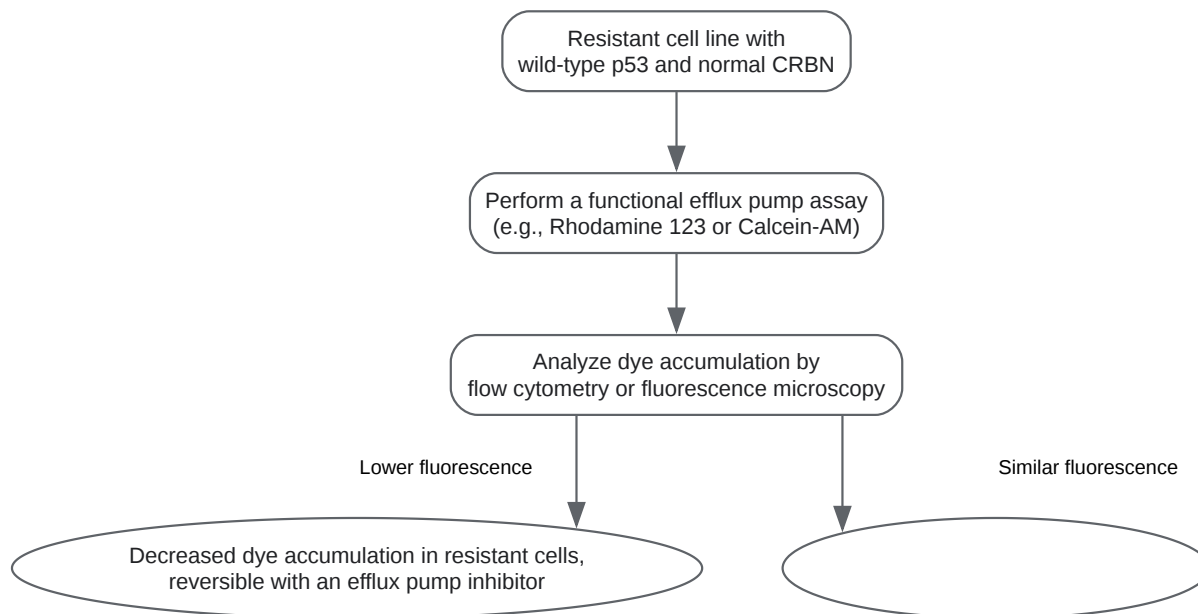 Resistant cell line with
wild-type p53 and normal CRBN
Perform a functional efflux pump assay
(e.g., Rhodamine 123 or Calcein-AM)
Analyze dye accumulation by
flow cytometry or fluorescence microscopy
Lower fluorescence
Similar fluorescence
Decreased dye accumulation in resistant cells,
reversible with an efflux pump inhibitor